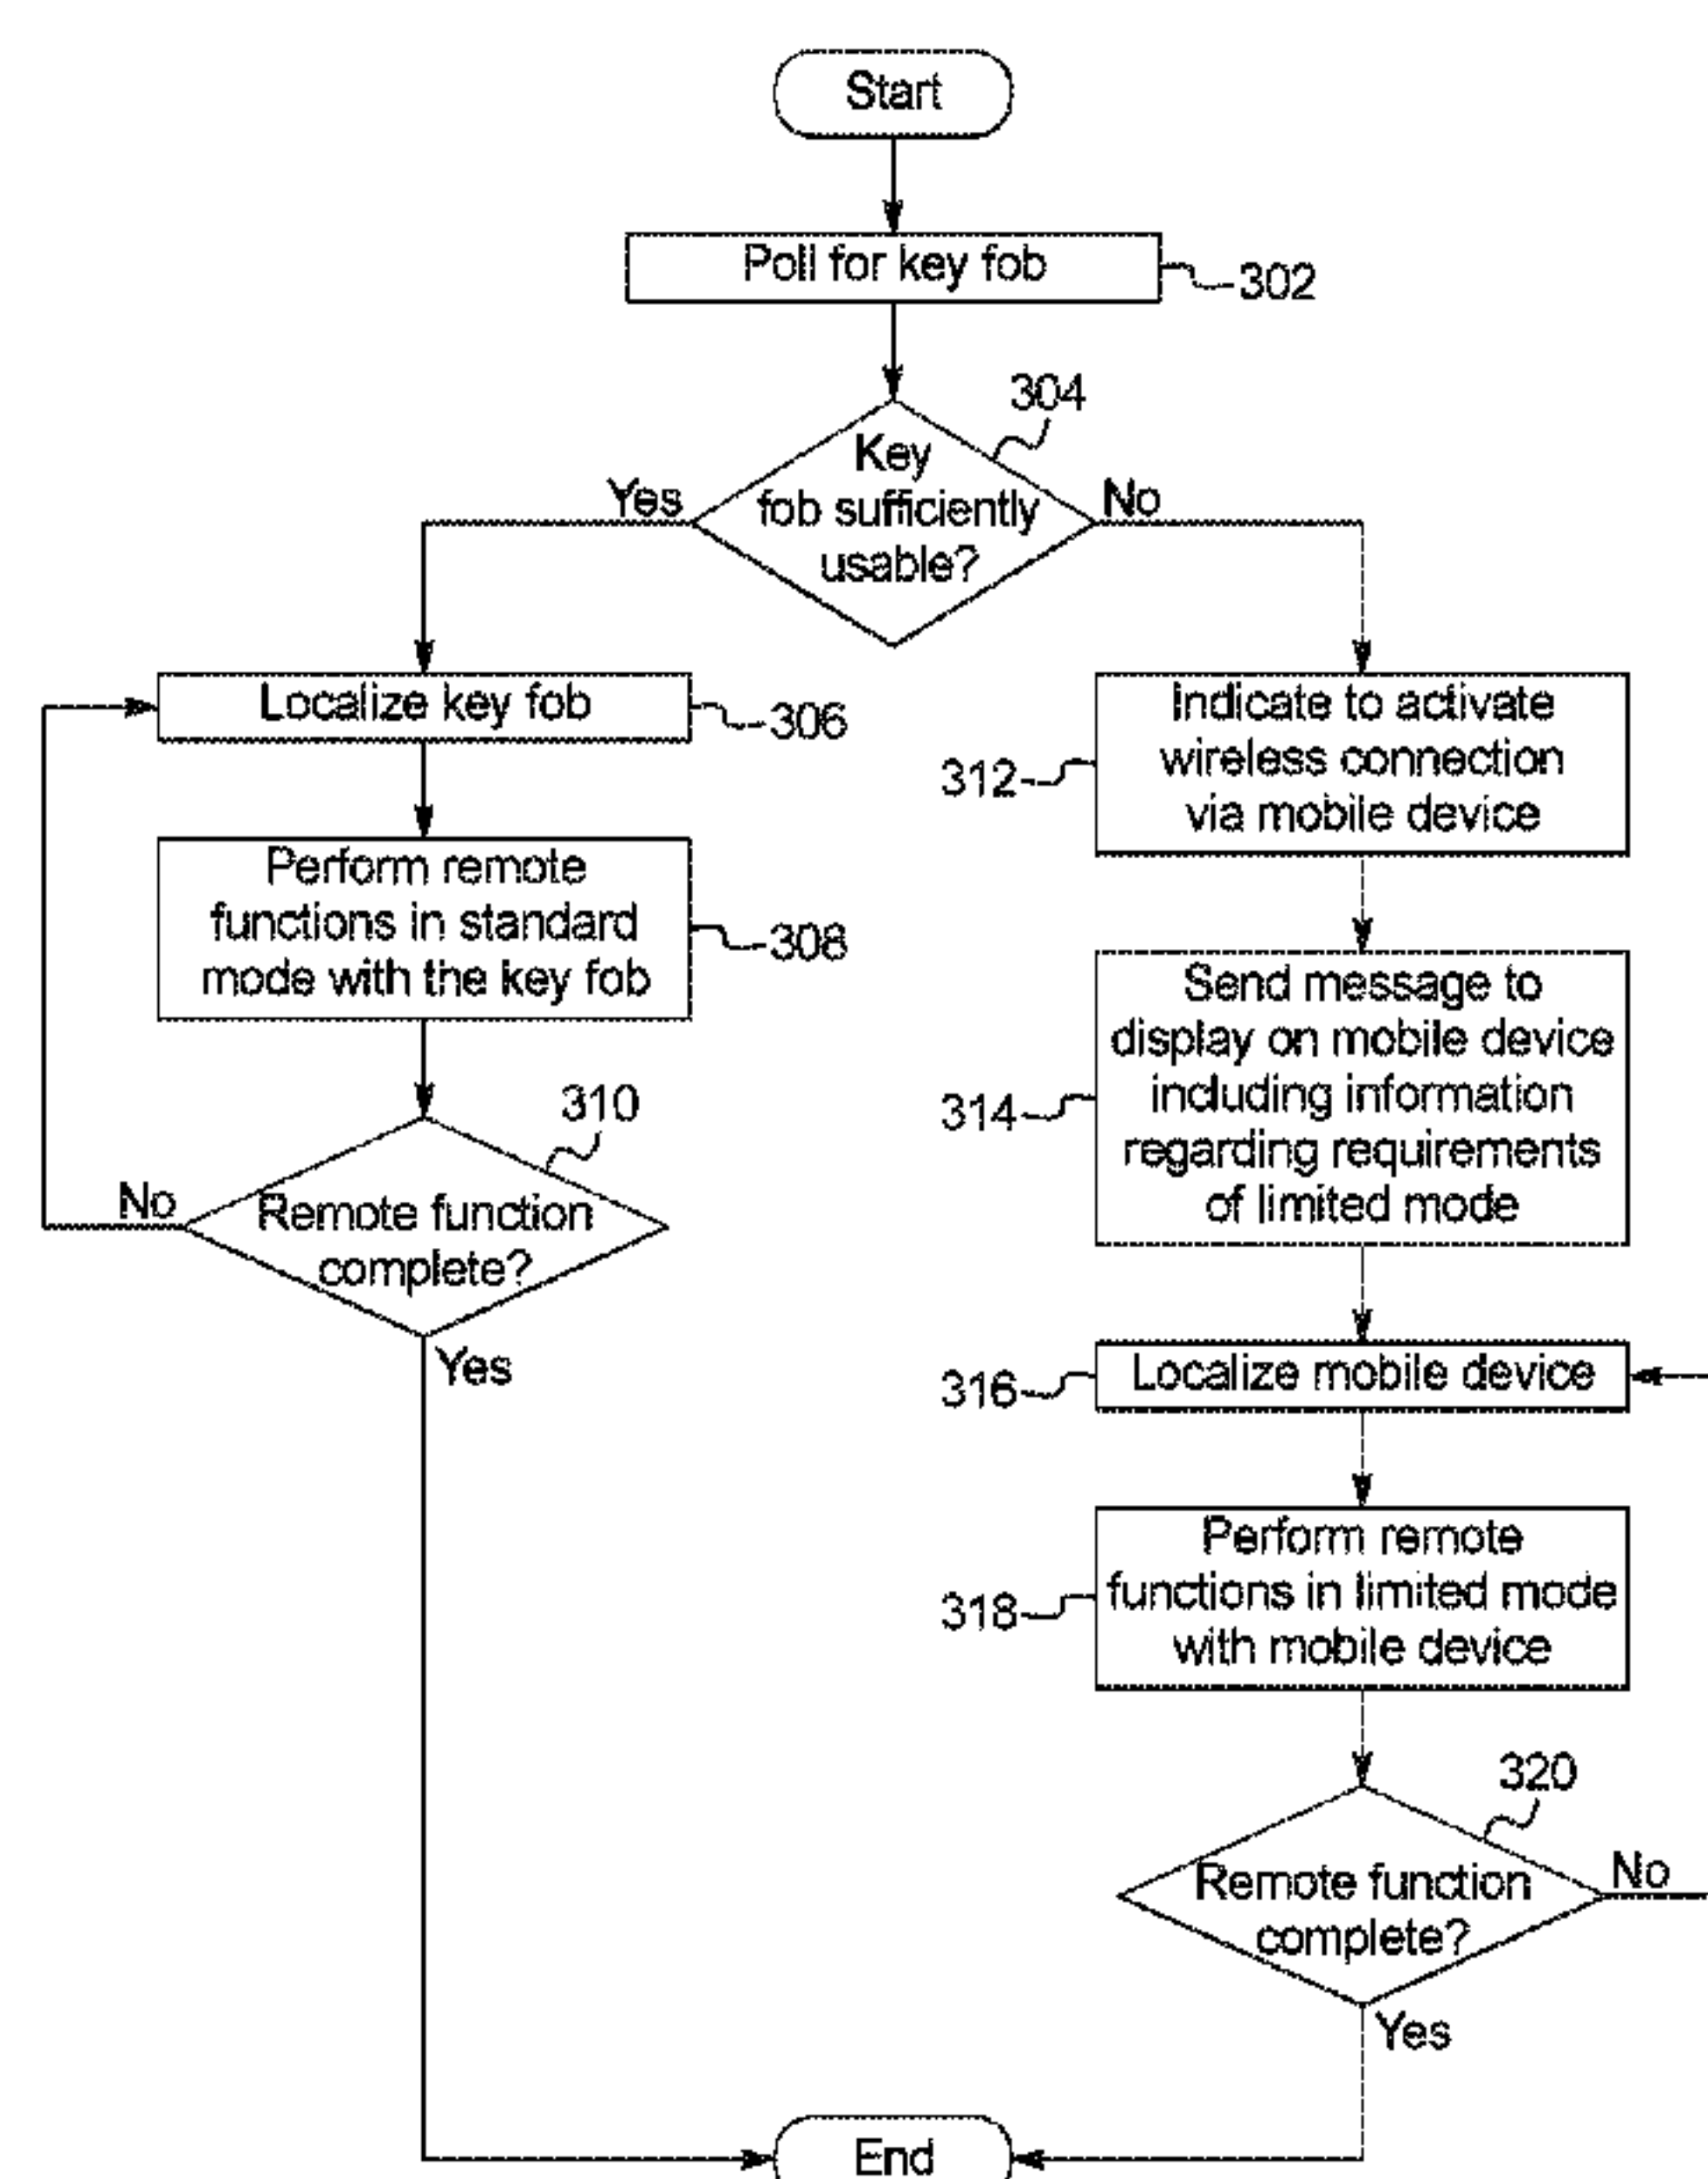 Start
Poll for key fob
302
304
Key
fob sufficiently
usable?
Yes
No
Localize key fob
306
Perform remote
functions in standard
mode with the key fob
308
310
Remote function
complete?
No
Yes
Indicate to activate
wireless connection
via mobile device
312
Send message to
display on mobile device
including information
regarding requirements
of limited mode
314
Localize mobile device
316
Perform remote
functions in limited mode
with mobile device
318
320
Remote function
complete?
No
Yes
End